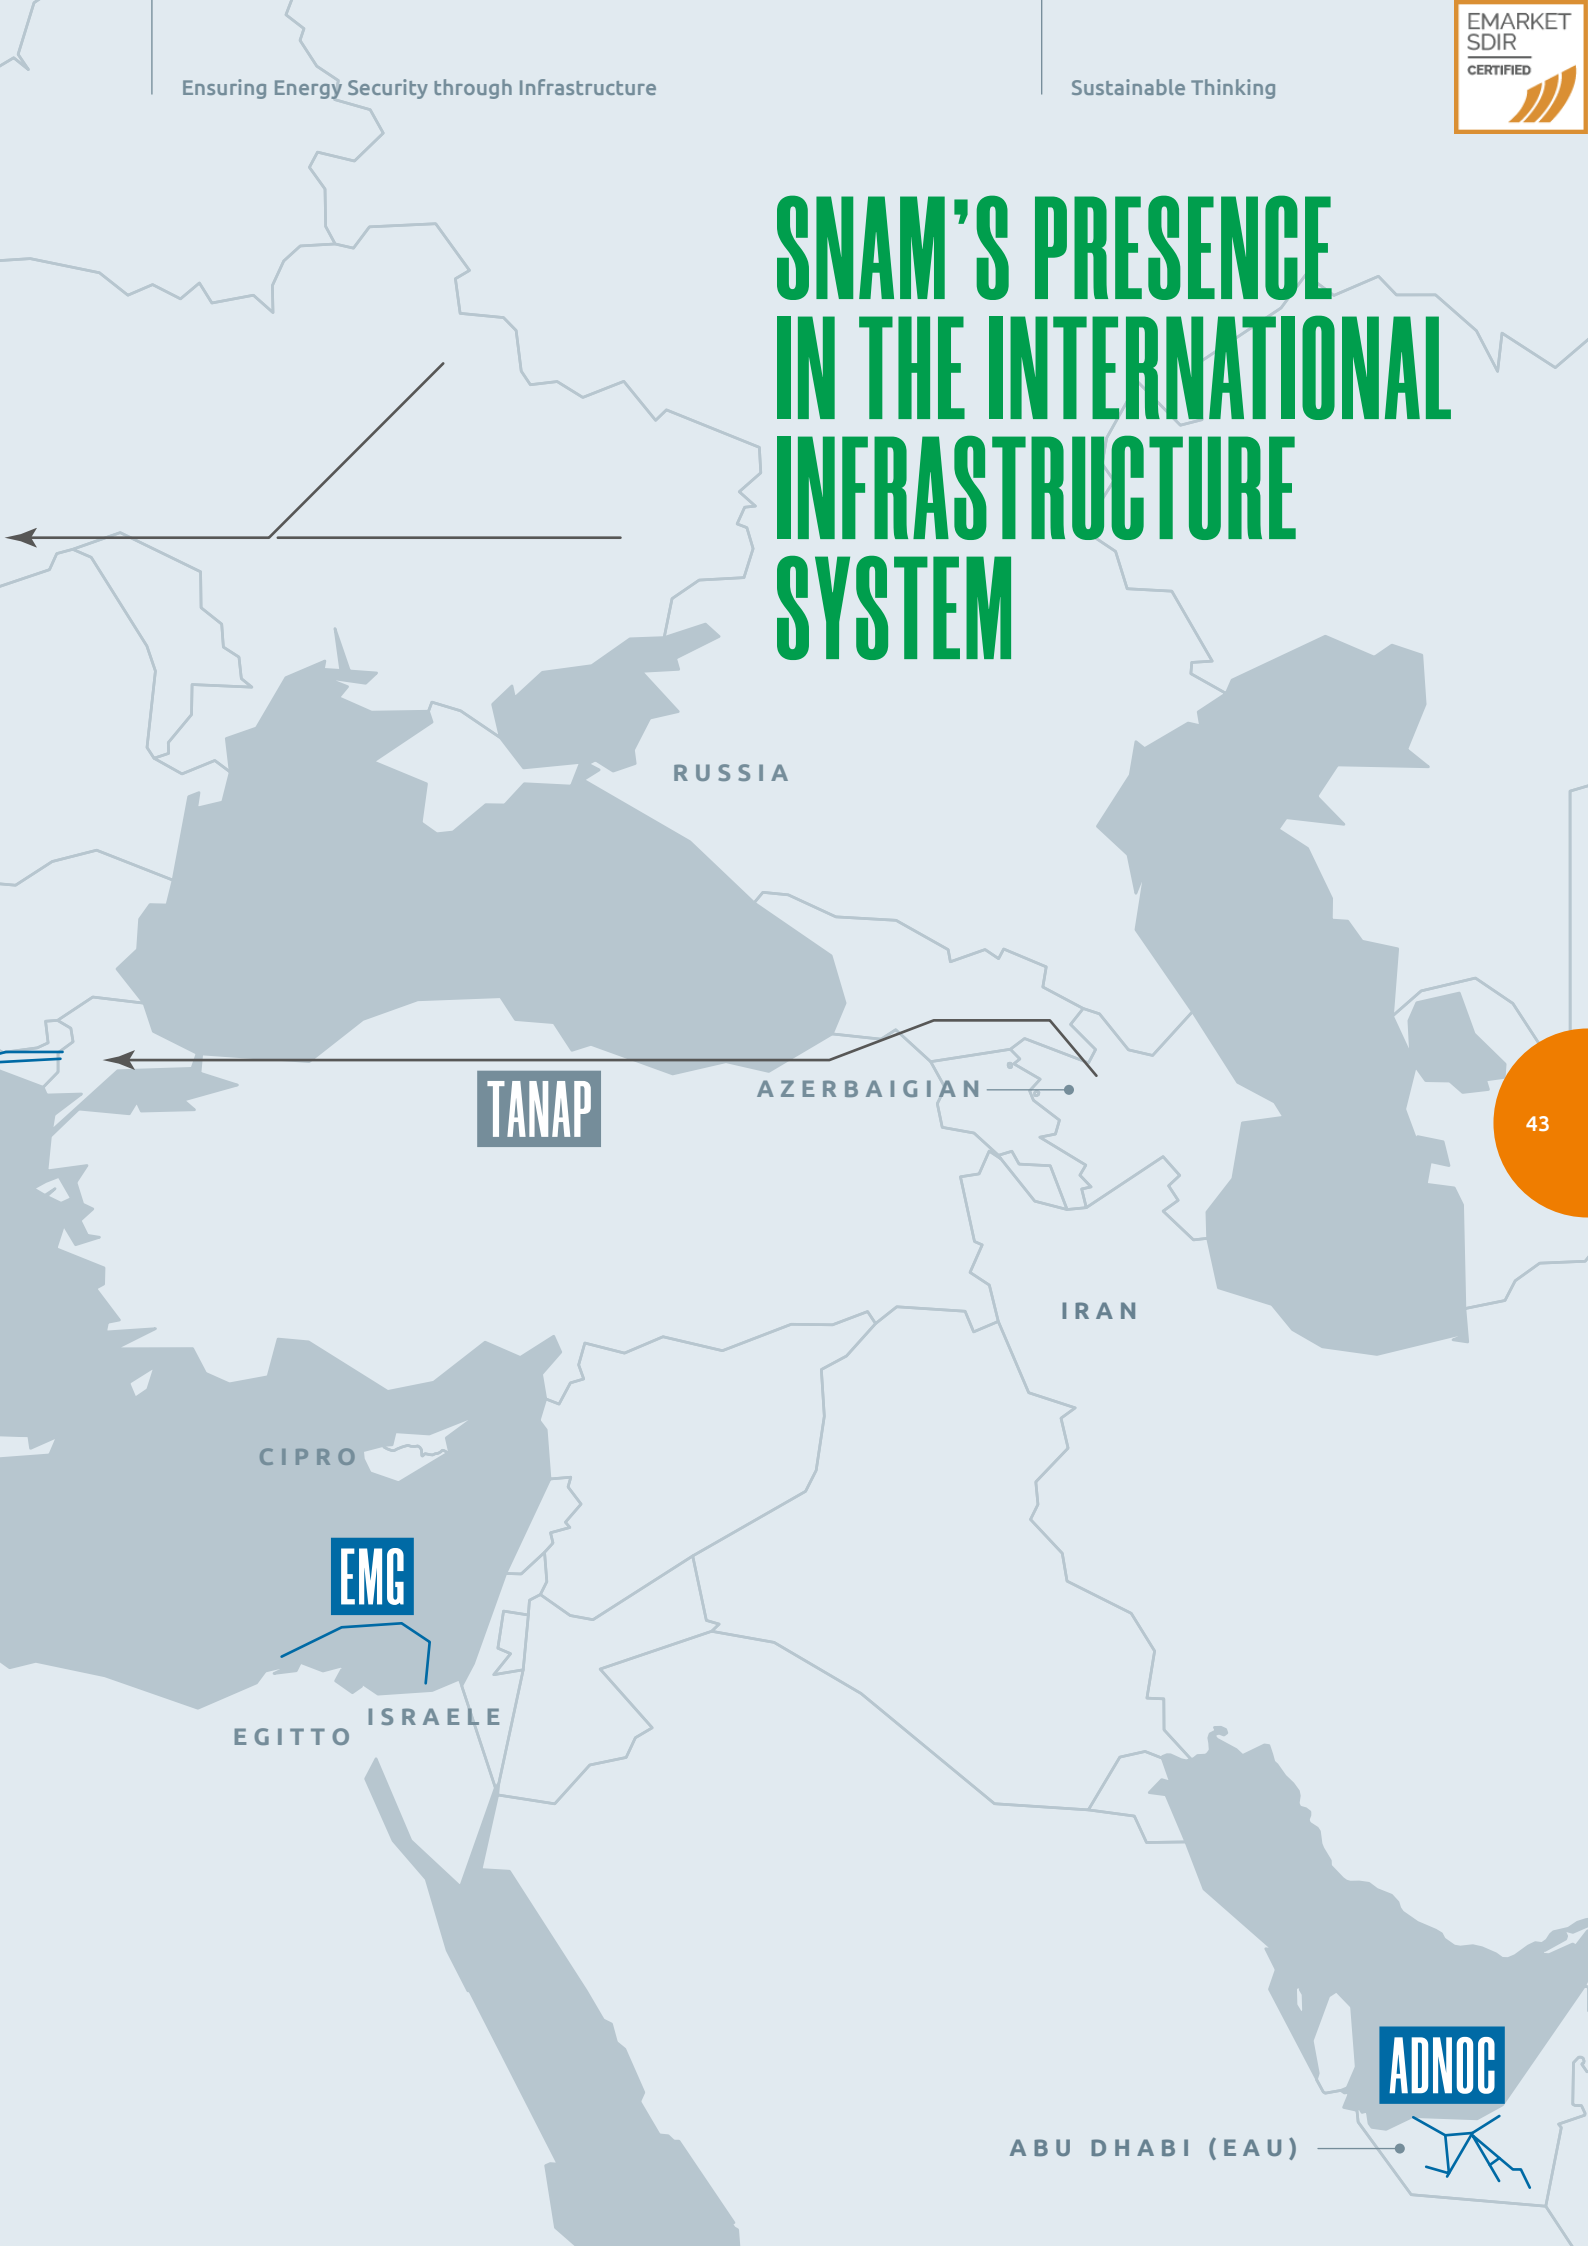 Ensuring Energy Security through Infrastructure
Sustainable Thinking
EMARKET
SDIR
CERTIFIED
SNAM’S PRESENCE
IN THE INTERNATIONAL
INFRASTRUCTURE
SYSTEM
RUSSIA
TANAP
AZERBAIGIAN
43
IRAN
CIPRO
EMG
ISRAELE
EGITTO
ADNOC
ABU DHABI (EAU)